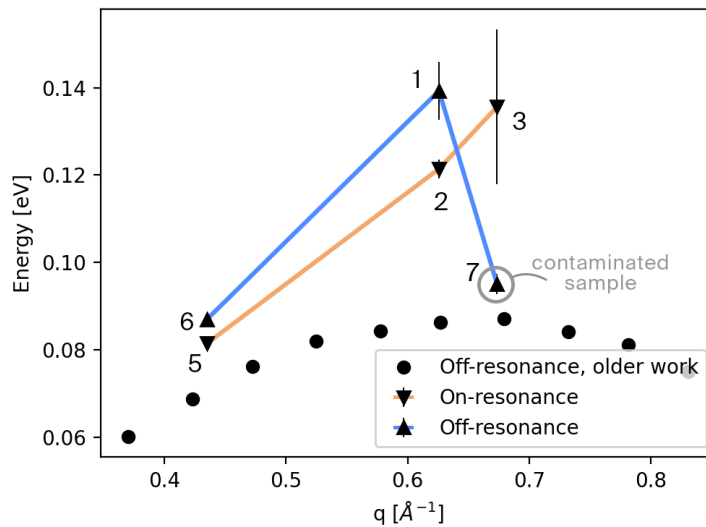 0.14
0.12
0.10
0.08
0.06
Energy [eV]
1
3
2
7
contaminated
sample
6
5
Off-resonance, older work
On-resonance
Off-resonance
0.4
0.5
0.6
0.7
0.8
q [Å⁻¹]